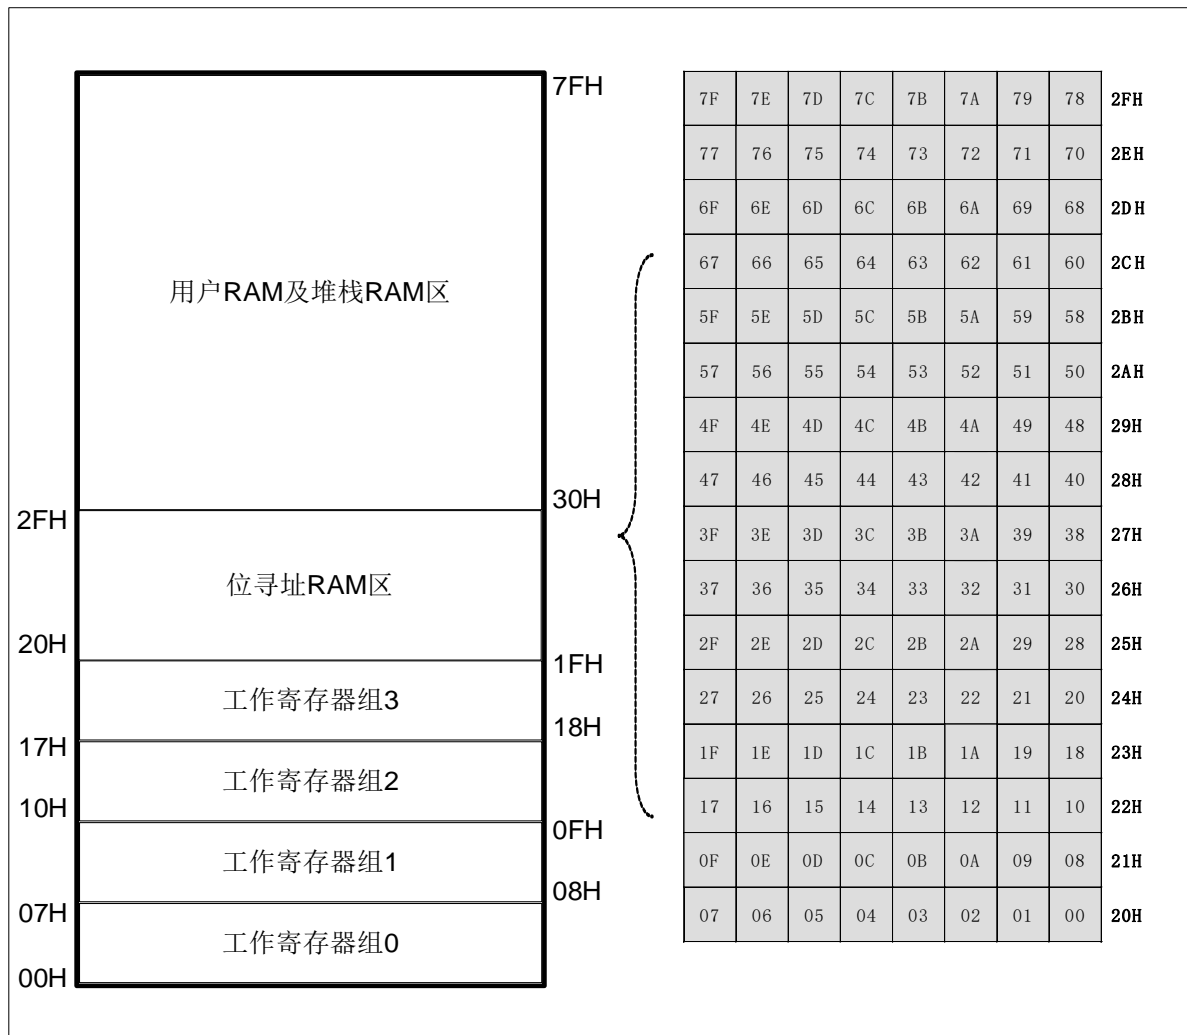 7FH
用户RAM及堆栈RAM区
30H
2FH
位寻址RAM区
20H
1FH
工作寄存器组3
18H
17H
工作寄存器组2
10H
0FH
工作寄存器组1
08H
07H
工作寄存器组0
00H
7F 7E 7D 7C 7B 7A 79 78 2FH
77 76 75 74 73 72 71 70 2EH
6F 6E 6D 6C 6B 6A 69 68 2DH
67 66 65 64 63 62 61 60 2CH
5F 5E 5D 5C 5B 5A 59 58 2BH
57 56 55 54 53 52 51 50 2AH
4F 4E 4D 4C 4B 4A 49 48 29H
47 46 45 44 43 42 41 40 28H
3F 3E 3D 3C 3B 3A 39 38 27H
37 36 35 34 33 32 31 30 26H
2F 2E 2D 2C 2B 2A 29 28 25H
27 26 25 24 23 22 21 20 24H
1F 1E 1D 1C 1B 1A 19 18 23H
17 16 15 14 13 12 11 10 22H
0F 0E 0D 0C 0B 0A 09 08 21H
07 06 05 04 03 02 01 00 20H